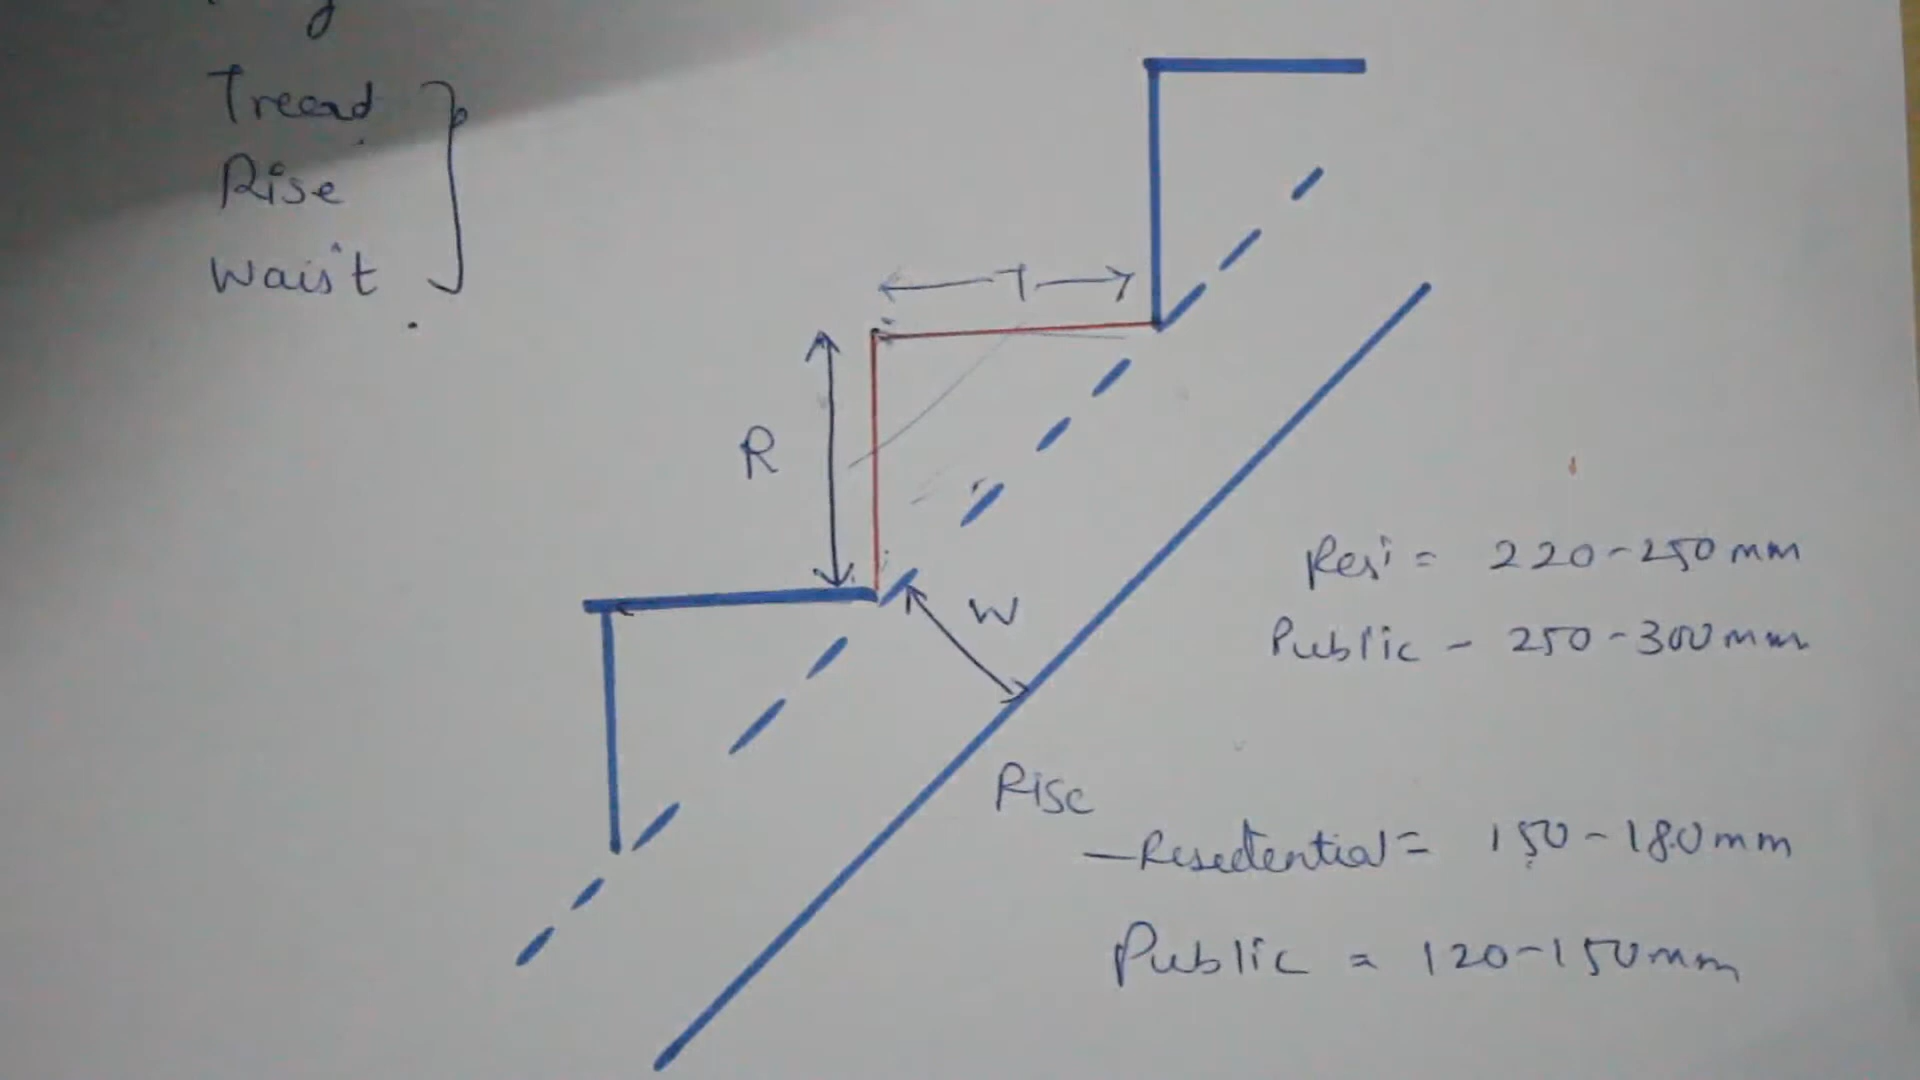 Tread
Rise
Waist
T
R
W
Resi = 220-250 mm
Public - 250-300 mm
Rise
- Resedential = 150-180 mm
Public = 120-150 mm